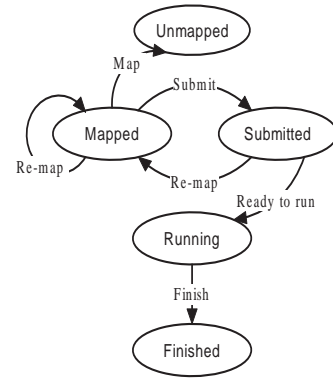 Unmapped
Map
Submit
Mapped
Submitted
Re-map
Re-map
Ready to run
Running
Finish
Finished